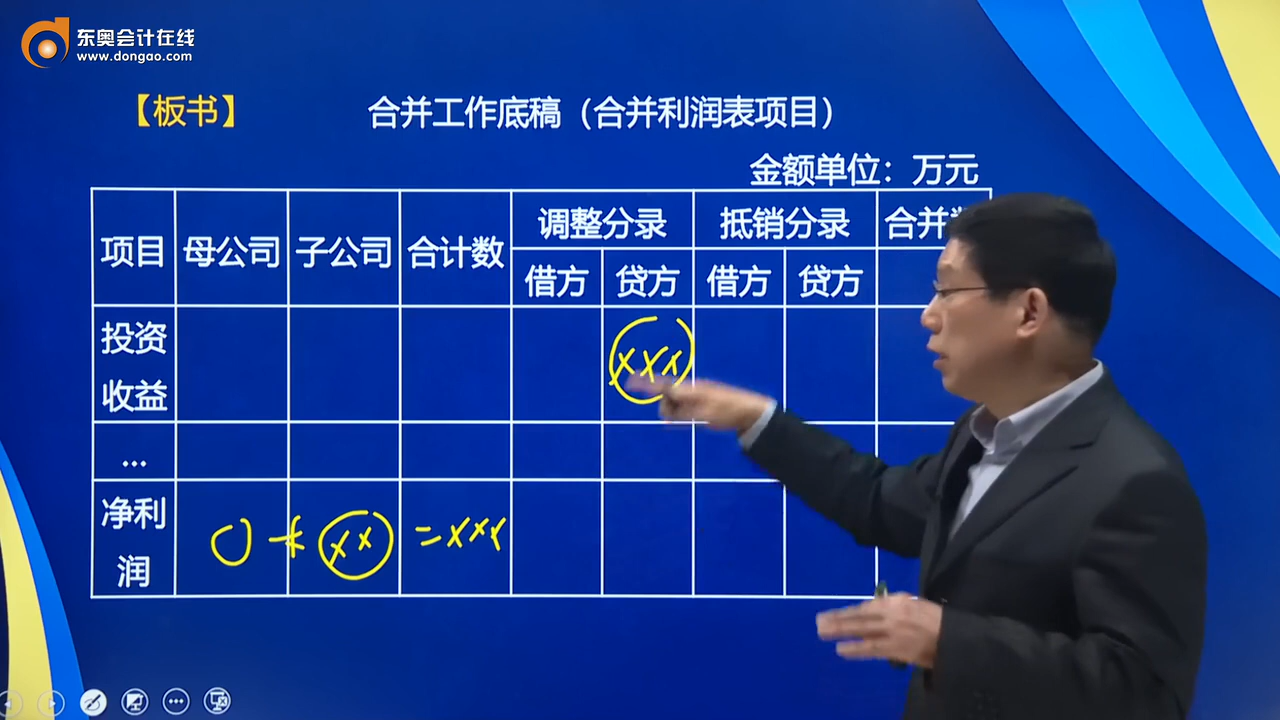 东奥会计在线
www.dongao.com
【板书】
合并工作底稿（合并利润表项目）
金额单位：万元
项目 母公司 子公司 合计数 调整分录 抵销分录 合并
借方 贷方 借方 贷方
投资收益 xxx
...
净利润 0 + xx = xxx